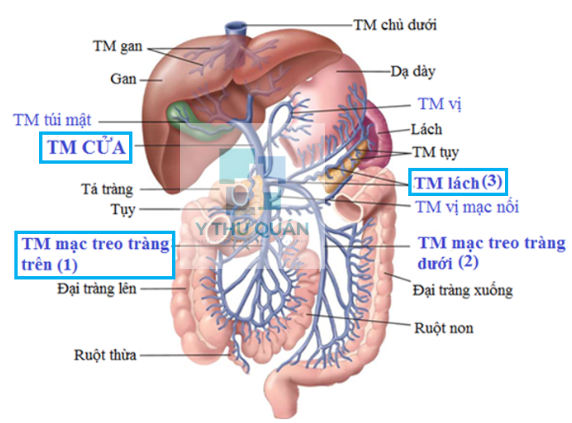 TM chủ dưới
TM gan
Gan
Dạ dày
TM túi mật
TM vị
TM CỬA
Lách
TM tụy
TM lách (3)
Tá tràng
Tụy
TM vị mạc nối
Y THƯ QUÁN
TM mạc treo tràng
trên (1)
TM mạc treo tràng
dưới (2)
Đại tràng lên
Đại tràng xuống
Ruột non
Ruột thừa